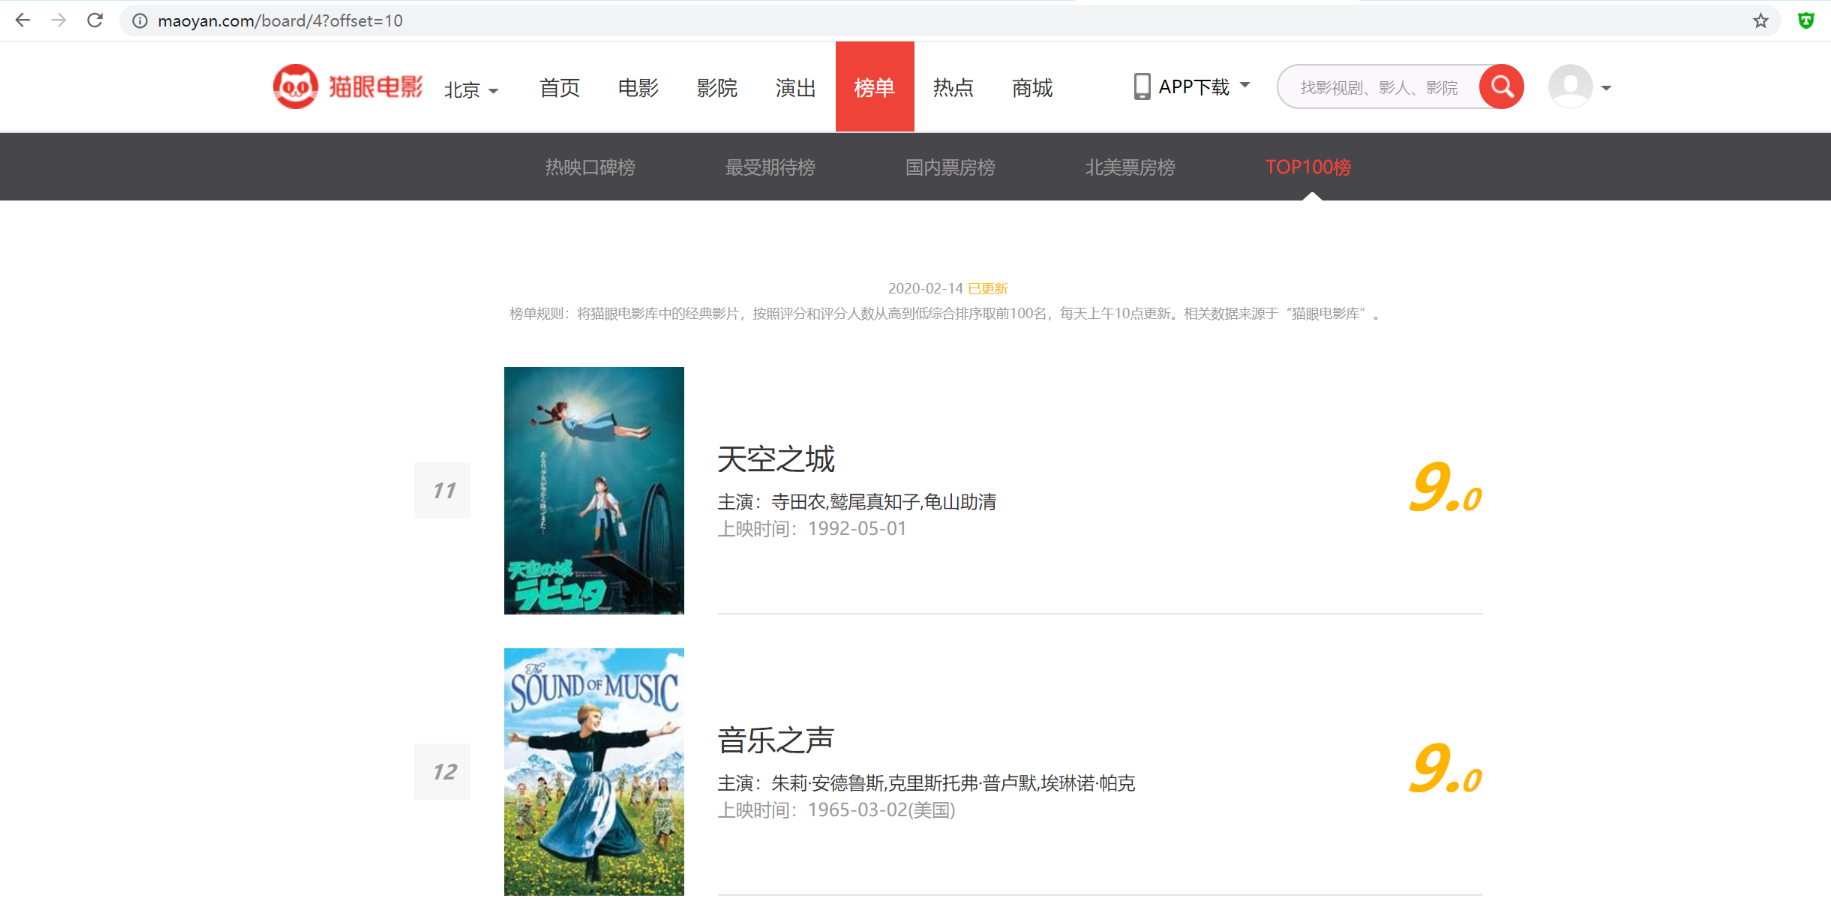 maoyan.com/board/4?offset=10
猫眼电影 北京 首页 电影 影院 演出 榜单 热点 商城 APP下载 找影视剧、影人、影院
热映口碑榜 最受期待榜 国内票房榜 北美票房榜 TOP100榜
2020-02-14 已更新
榜单规则：将猫眼电影库中的经典影片，按照评分和评分人数从高到低综合排序取前100名，每天上午10点更新。相关数据来源于“猫眼电影库”。
天空の城
ラピュタ
11
天空之城
主演：寺田农,鹫尾真知子,龟山助清
上映时间：1992-05-01
9.0
The
SOUND OF MUSIC
12
音乐之声
主演：朱莉·安德鲁斯,克里斯托弗·普卢默,埃琳诺·帕克
上映时间：1965-03-02(美国)
9.0